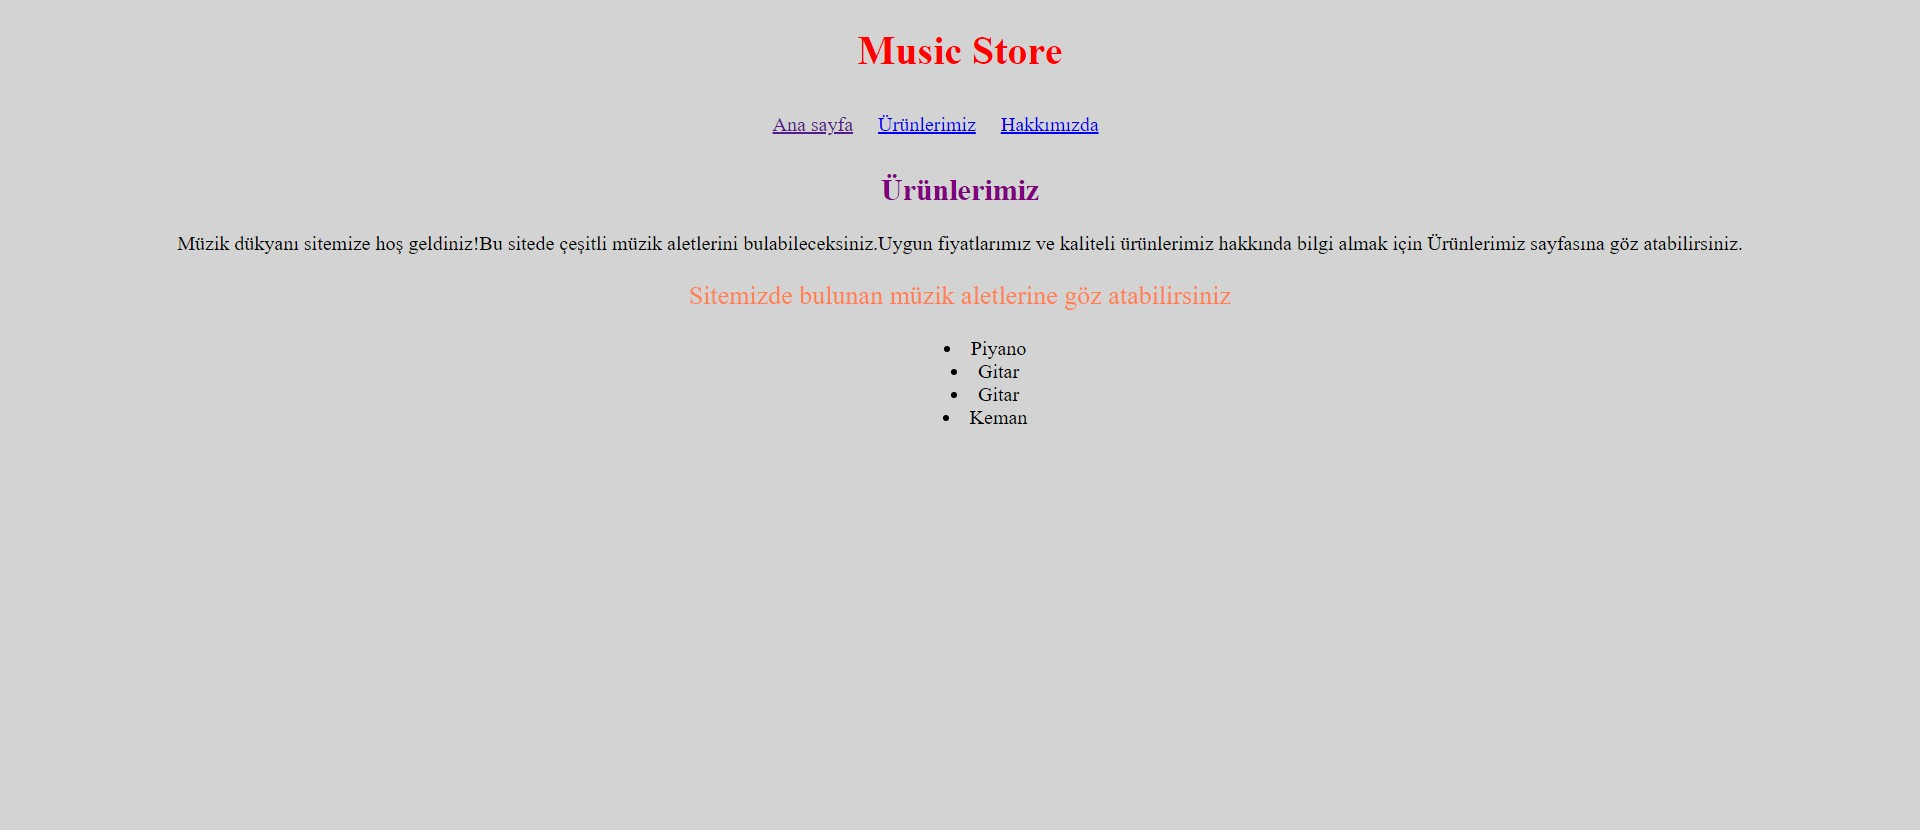 Music Store
Ana sayfa Ürünlerimiz Hakkımızda
Ürünlerimiz
Müzik dükyanı sitemize hoş geldiniz!Bu sitede çeşitli müzik aletlerini bulabileceksiniz.Uygun fiyatlarımız ve kaliteli ürünlerimiz hakkında bilgi almak için Ürünlerimiz sayfasına göz atabilirsiniz.
Sitemizde bulunan müzik aletlerine göz atabilirsiniz
• Piyano
• Gitar
• Gitar
• Keman